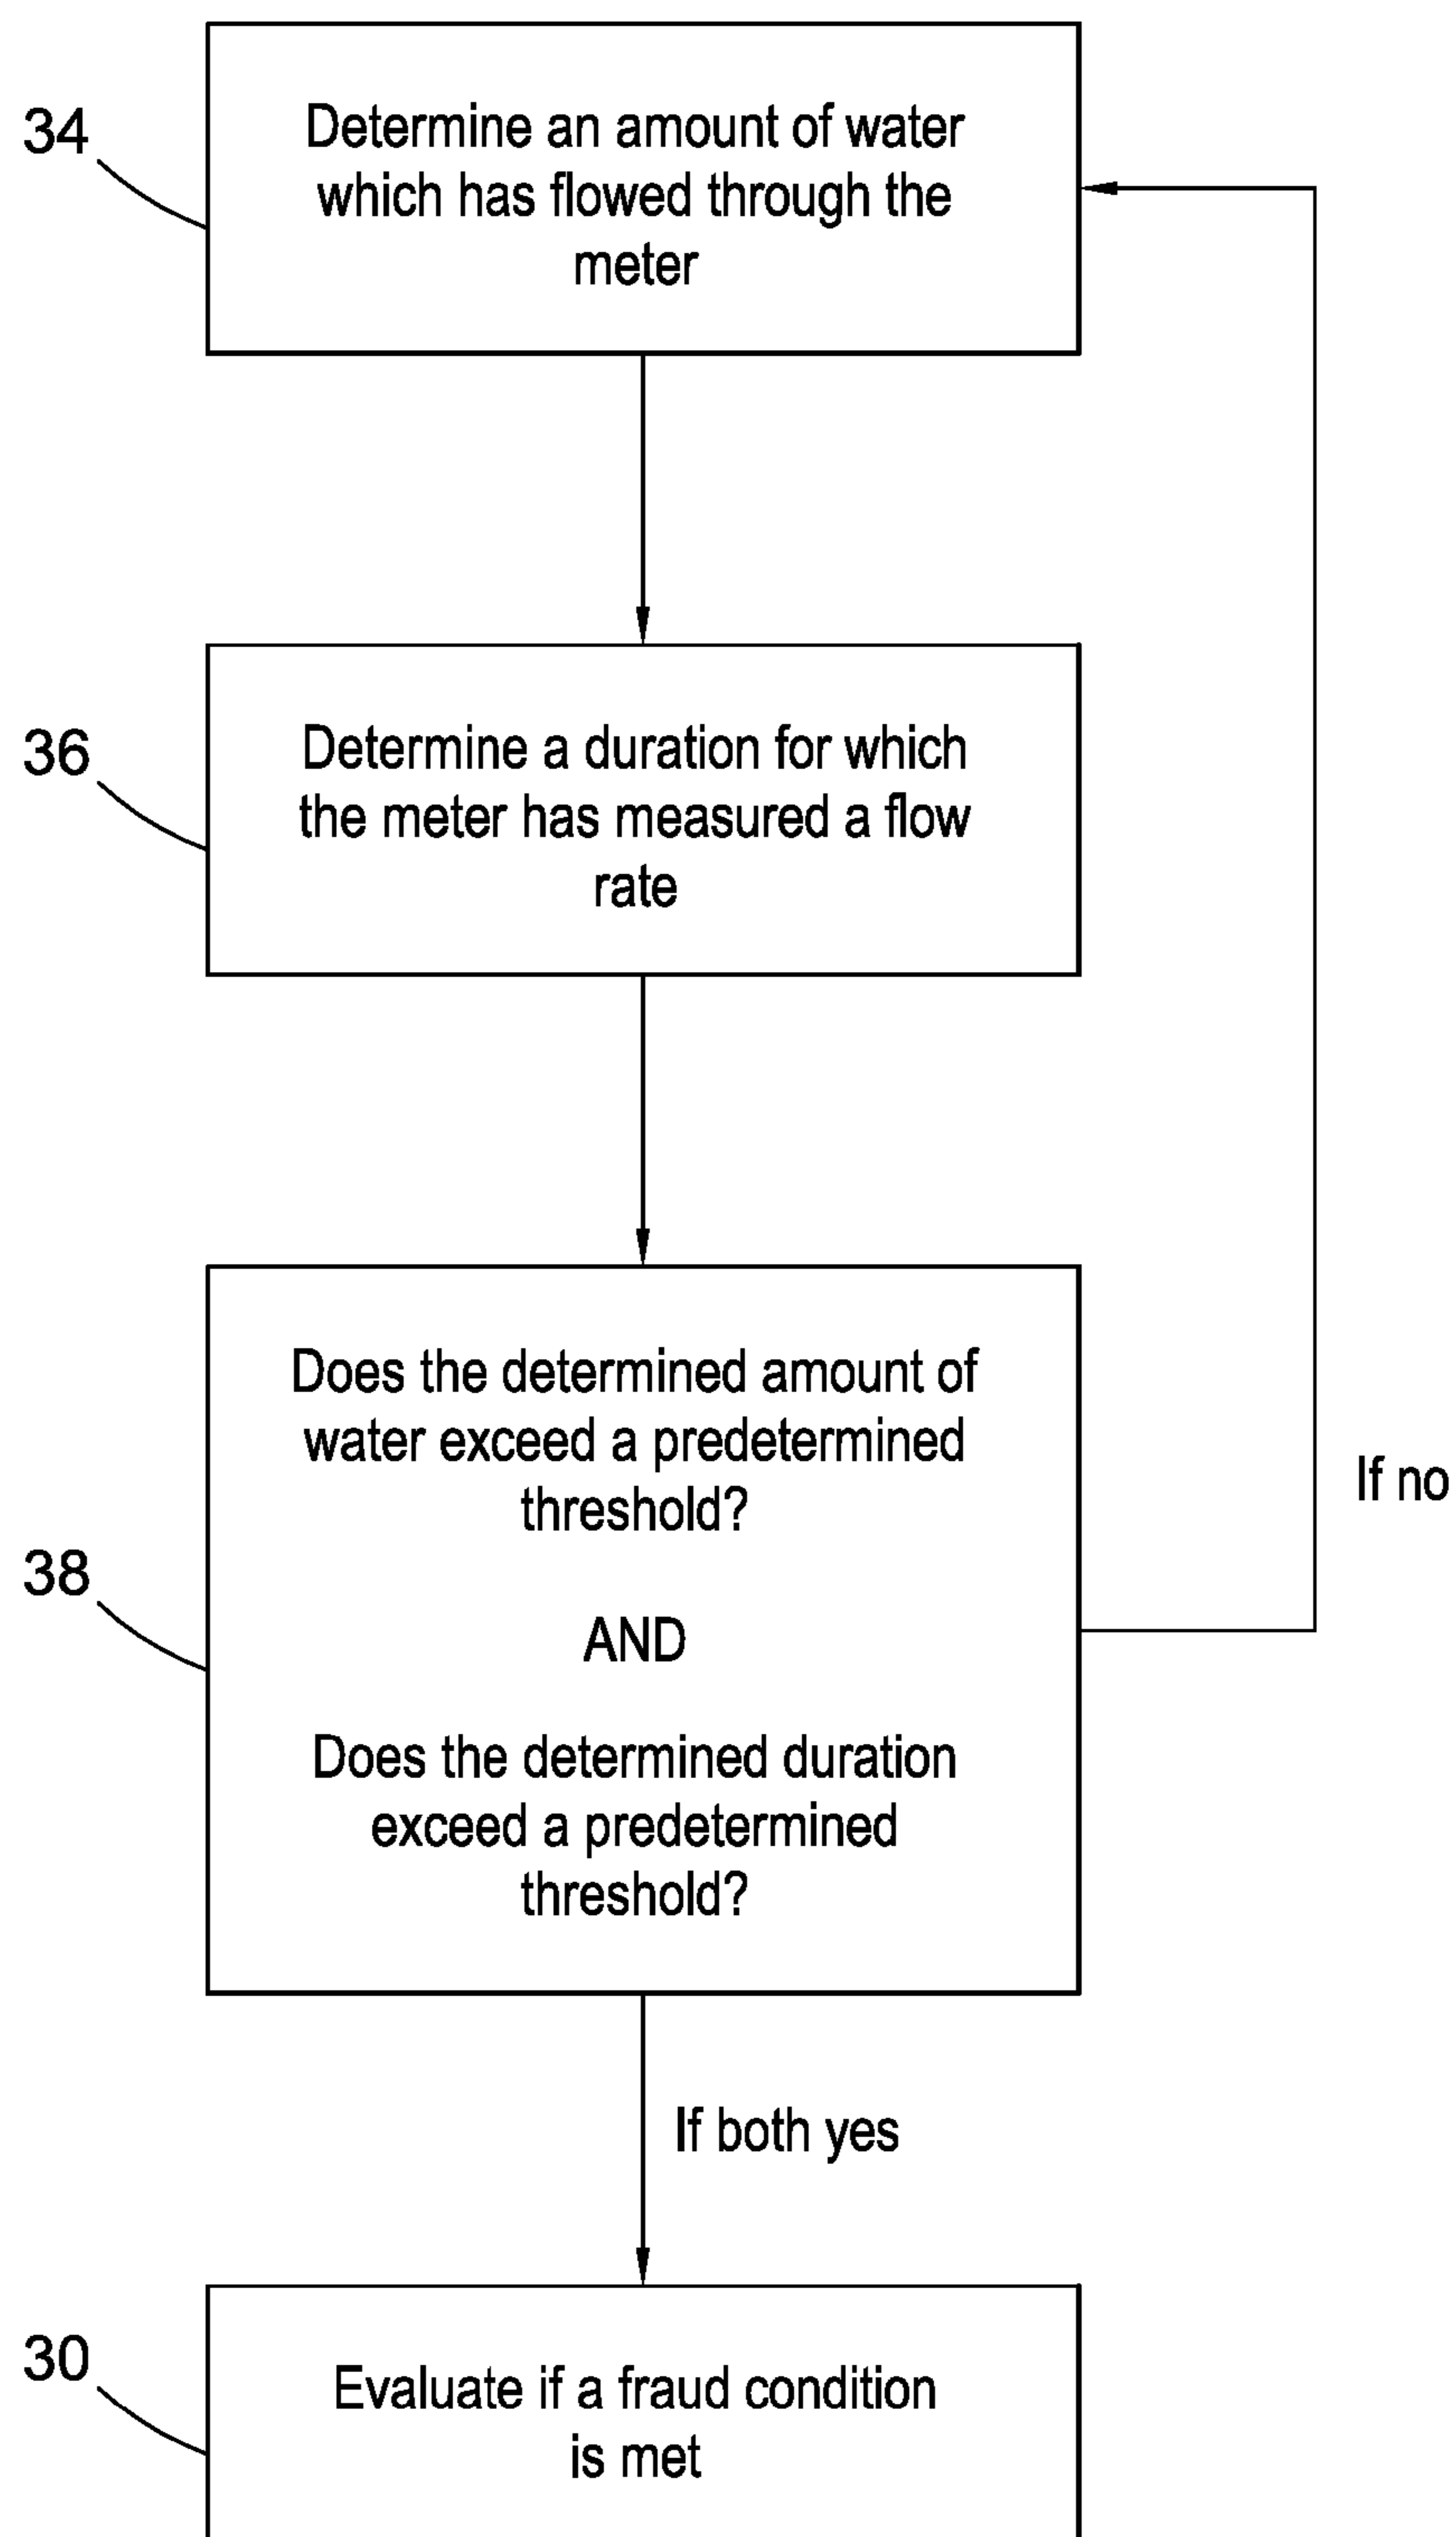 34
Determine an amount of water
which has flowed through the
meter
36
Determine a duration for which
the meter has measured a flow
rate
38
Does the determined amount of
water exceed a predetermined
threshold?
AND
Does the determined duration
exceed a predetermined
threshold?
If no
If both yes
30
Evaluate if a fraud condition
is met